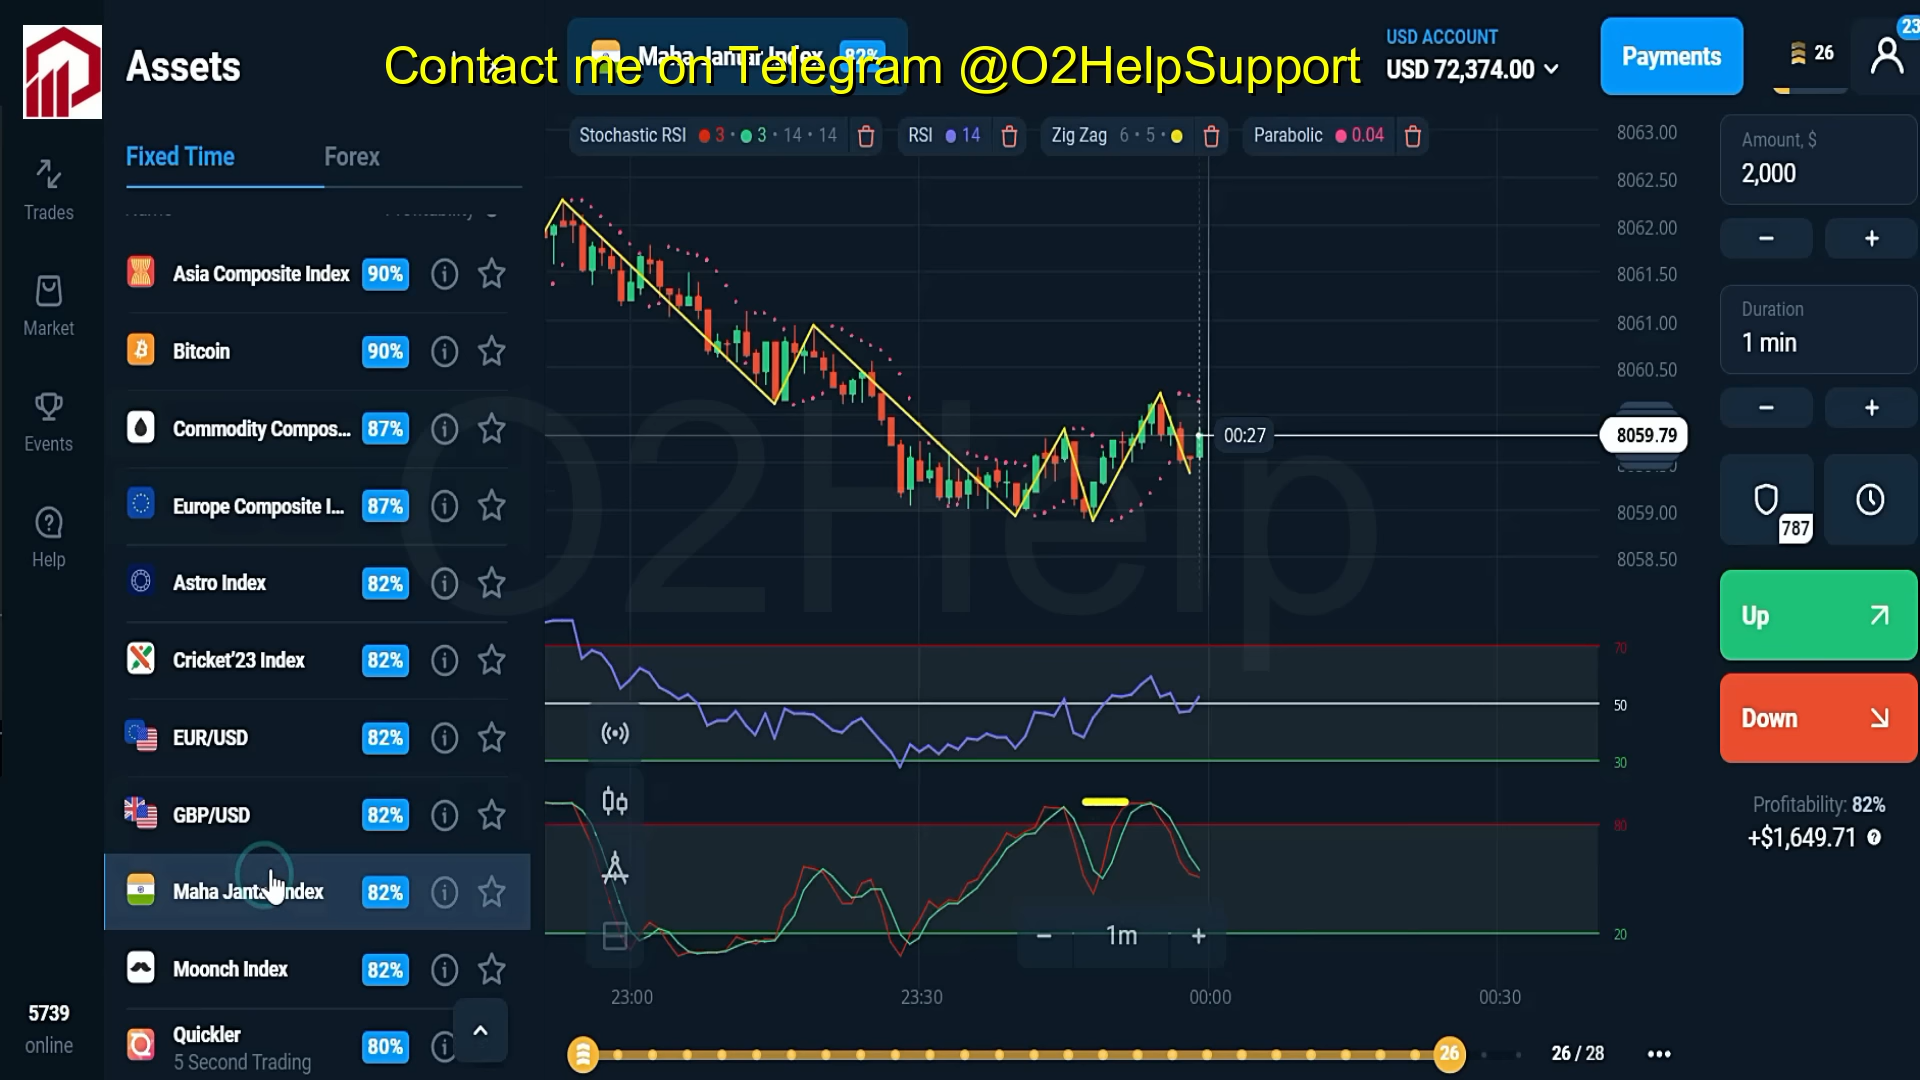 Assets
Contact me on Telegram @O2HelpSupport
Maha Jantar Index 82%
USD ACCOUNT
USD 72,374.00
Payments
26
23
Fixed Time
Forex
Stochastic RSI 3 · 3 · 14 · 14
RSI 14
Zig Zag 6 · 5 ·
Parabolic 0.04
Trades
Market
Events
Help
5739
online
Asia Composite Index 90%
Bitcoin 90%
Commodity Compos... 87%
Europe Composite I... 87%
Astro Index 82%
Cricket'23 Index 82%
EUR/USD 82%
GBP/USD 82%
Maha Janta Index 82%
Moonch Index 82%
Quickler 80%
5 Second Trading
O2Help
8063.00
8062.50
8062.00
8061.50
8061.00
8060.50
00:27
8059.79
8059.00
8058.50
70
50
30
80
20
− 1m +
23:00
23:30
00:00
00:30
26
26 / 28
Amount, $
2,000
− +
Duration
1 min
− +
787
Up
Down
Profitability: 82%
+$1,649.71